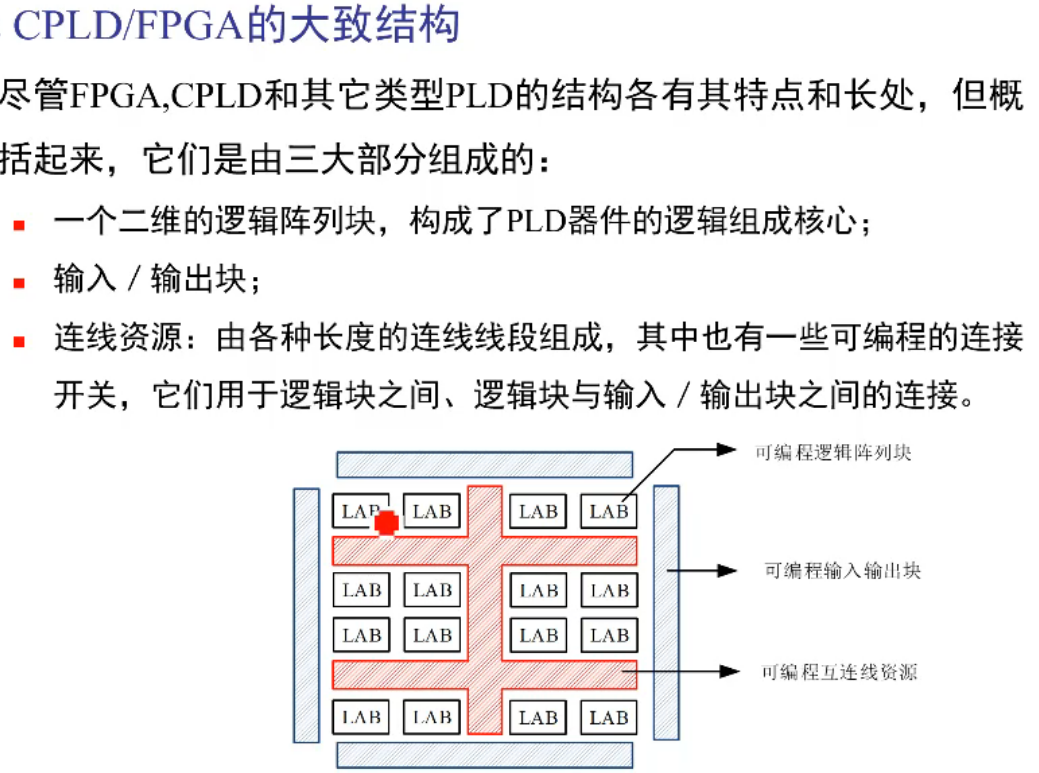 CPLD/FPGA的大致结构
尽管FPGA,CPLD和其它类型PLD的结构各有其特点和长处，但概
括起来，它们是由三大部分组成的：
一个二维的逻辑阵列块，构成了PLD器件的逻辑组成核心；
输入／输出块；
连线资源：由各种长度的连线线段组成，其中也有一些可编程的连接
开关，它们用于逻辑块之间、逻辑块与输入／输出块之间的连接。
可编程逻辑阵列块
LAB LAB LAB LAB
可编程输入输出块
LAB LAB LAB LAB
LAB LAB LAB LAB
可编程互连线资源
LAB LAB LAB LAB